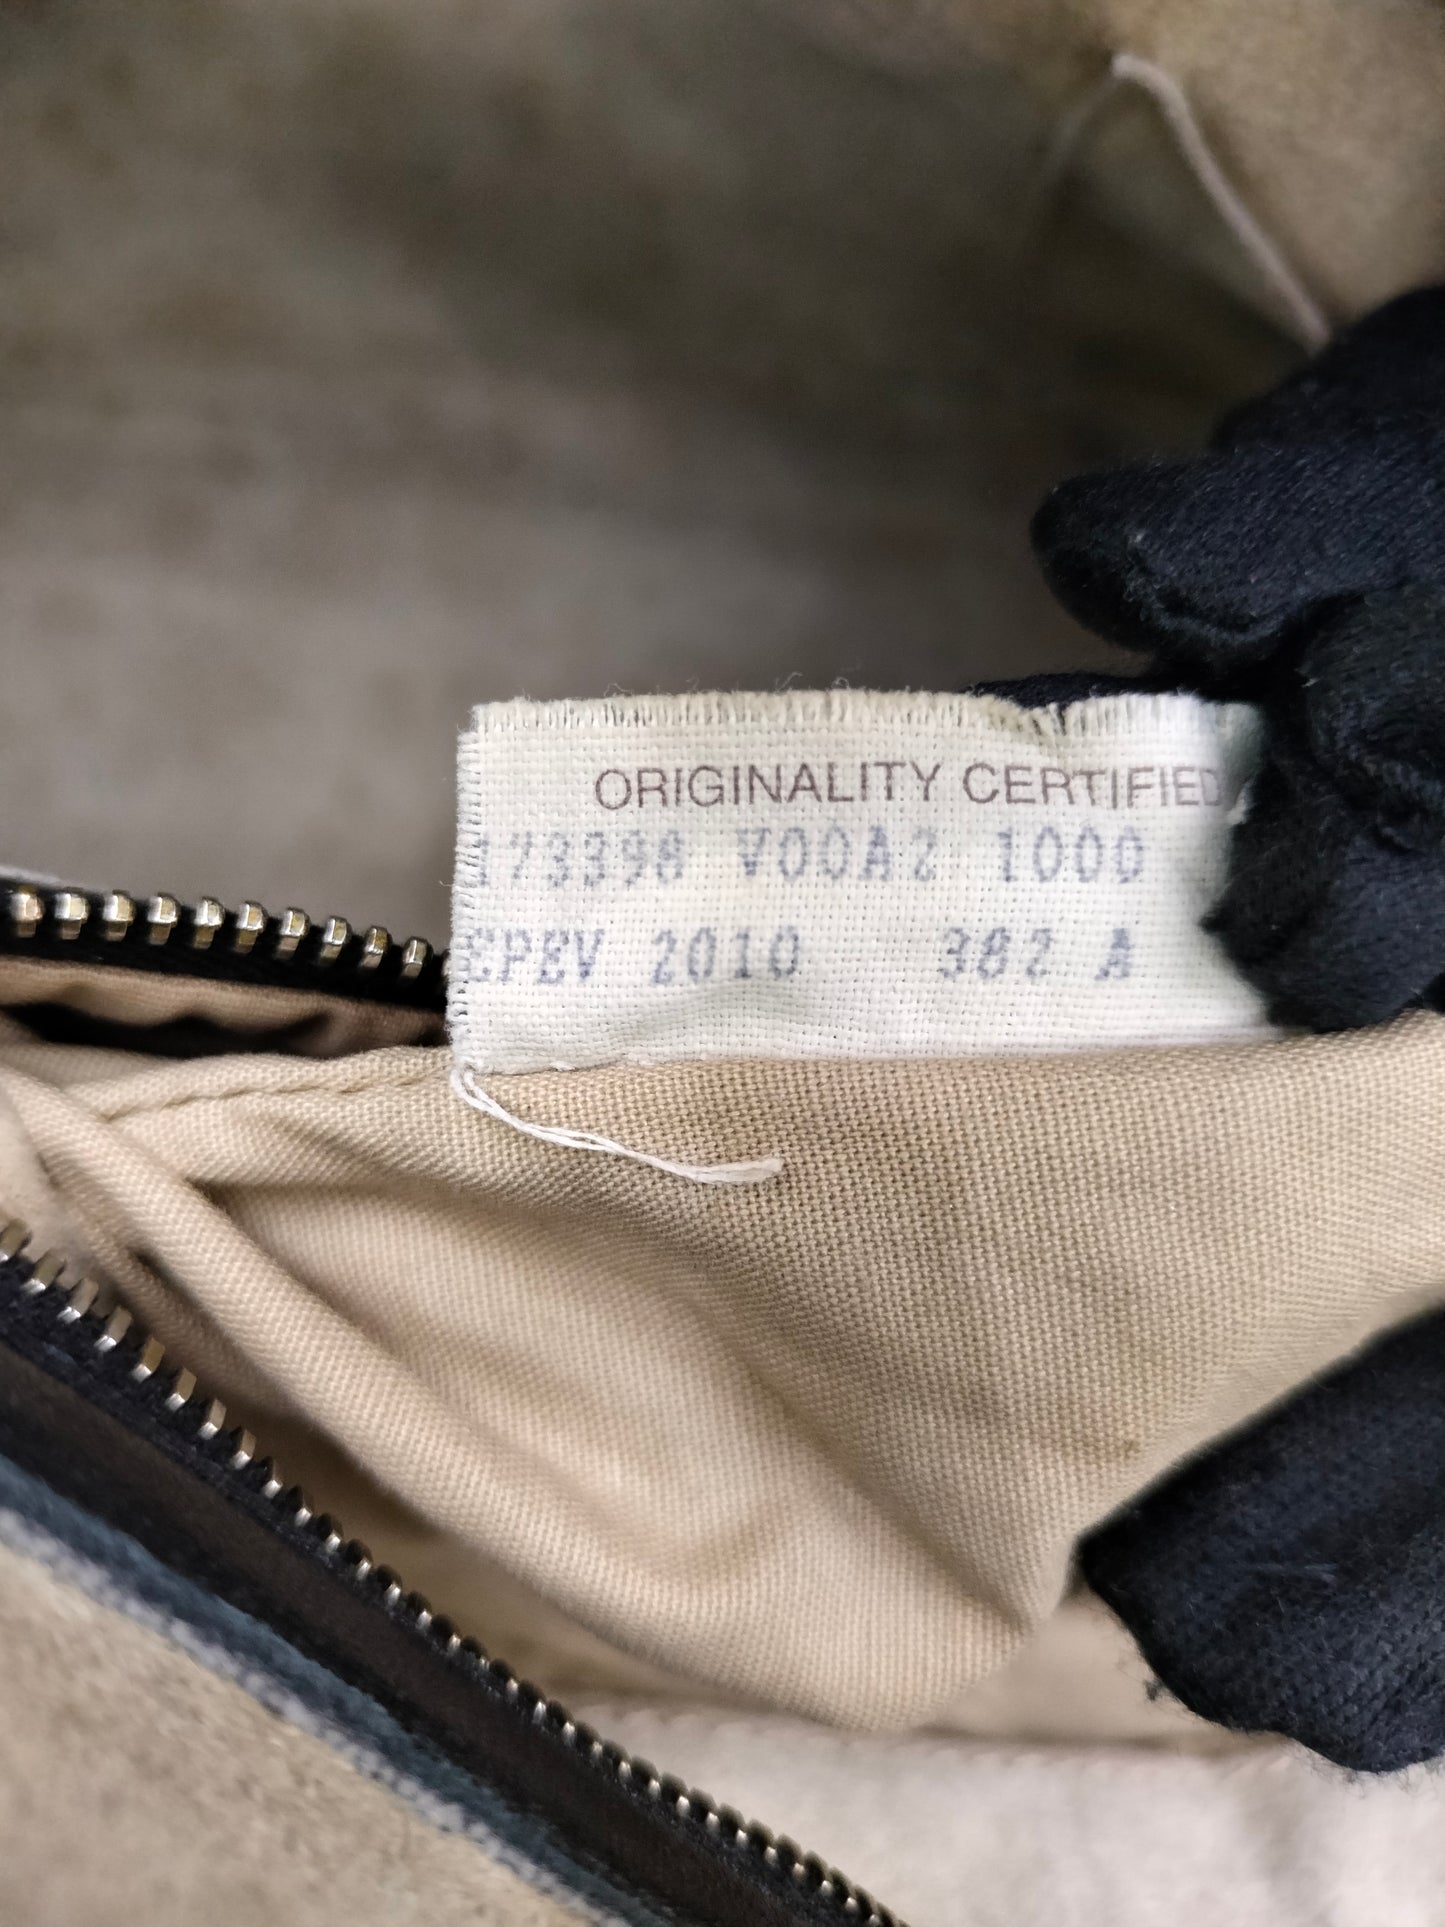 ORIGINALITY CERTIFIED
173398 V00A2 1000
EPEV 2010 382 A